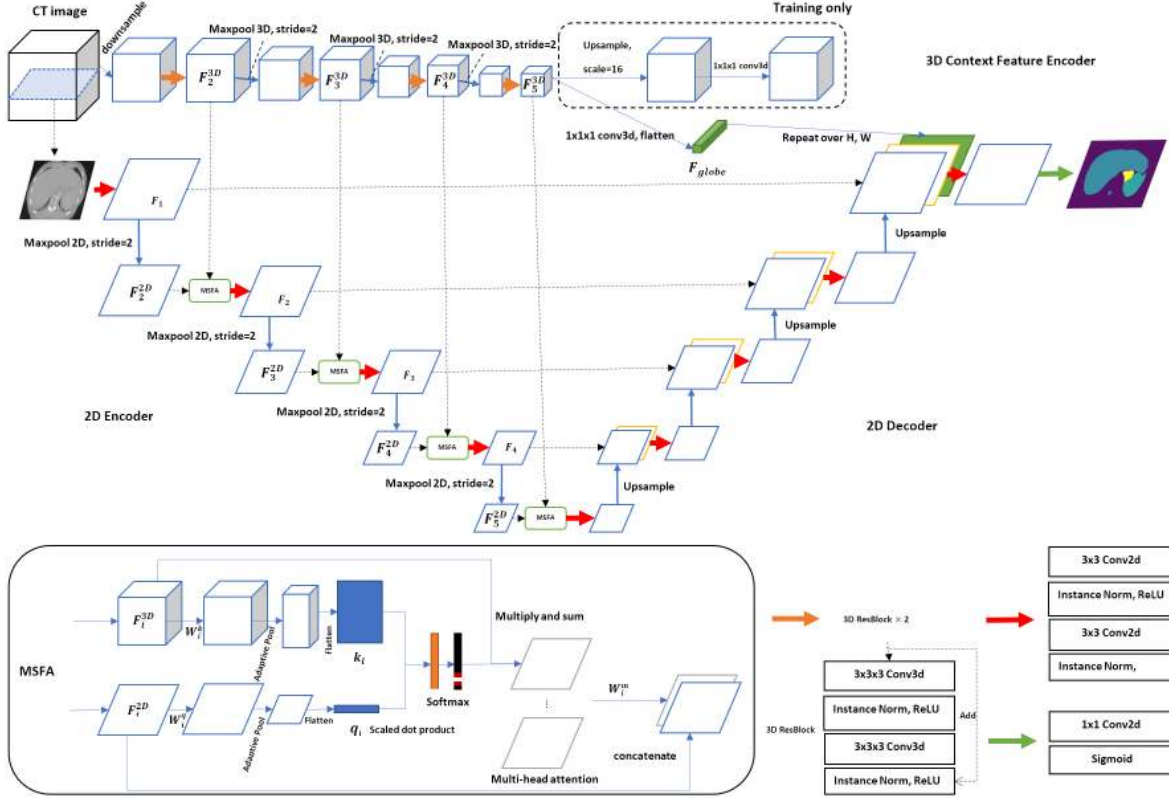 CT image
downsample
Maxpool 3D, stride=2
Maxpool 3D, stride=2
Maxpool 3D, stride=2
Training only
Upsample,
scale=16
1x1x1 conv3d
3D Context Feature Encoder
F_2^{3D}
F_3^{3D}
F_4^{3D}
F_5^{3D}
1x1x1 conv3d, flatten
Repeat over H, W
F_{globe}
F_1
Maxpool 2D, stride=2
Upsample
F_2^{2D}
MSFA
F_2
Maxpool 2D, stride=2
Upsample
F_3^{2D}
MSFA
F_3
Maxpool 2D, stride=2
2D Encoder
2D Decoder
F_4^{2D}
MSFA
F_4
Maxpool 2D, stride=2
Upsample
F_5^{2D}
MSFA
MSFA
F_i^{3D}
W_i^k
Adaptive Pool
Flatten
k_i
Multiply and sum
F_i^{2D}
W_i^q
Adaptive Pool
Flatten
q_i
Scaled dot product
Softmax
⋮
Multi-head attention
W_i^m
concatenate
3D ResBlock × 2
3D ResBlock
3x3x3 Conv3d
Instance Norm, ReLU
3x3x3 Conv3d
Instance Norm, ReLU
Add
3x3 Conv2d
Instance Norm, ReLU
3x3 Conv2d
Instance Norm,
1x1 Conv2d
Sigmoid